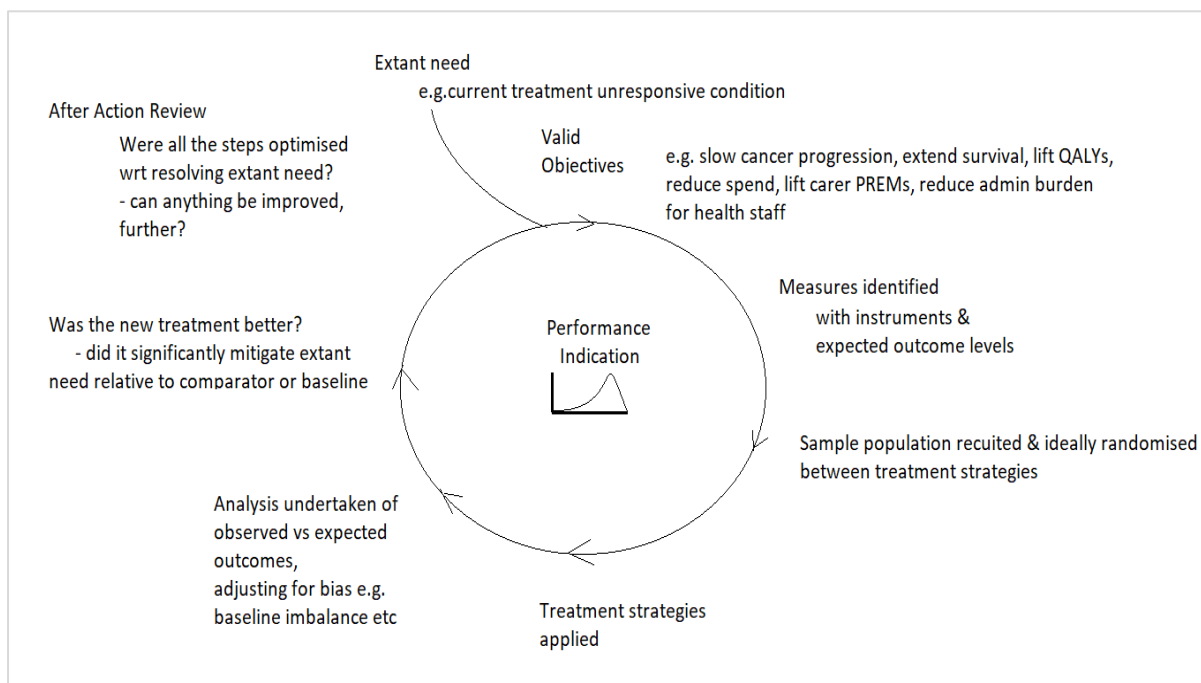 Extant need
e.g.current treatment unresponsive condition
Valid
Objectives
e.g. slow cancer progression, extend survival, lift QALYs,
reduce spend, lift carer PREMs, reduce admin burden
for health staff
Measures identified
with instruments &
expected outcome levels
Sample population recuited & ideally randomised
between treatment strategies
Treatment strategies
applied
Analysis undertaken of
observed vs expected
outcomes,
adjusting for bias e.g.
baseline imbalance etc
Was the new treatment better?
- did it significantly mitigate extant
need relative to comparator or baseline
After Action Review
Were all the steps optimised
wrt resolving extant need?
- can anything be improved,
further?
Performance
Indication